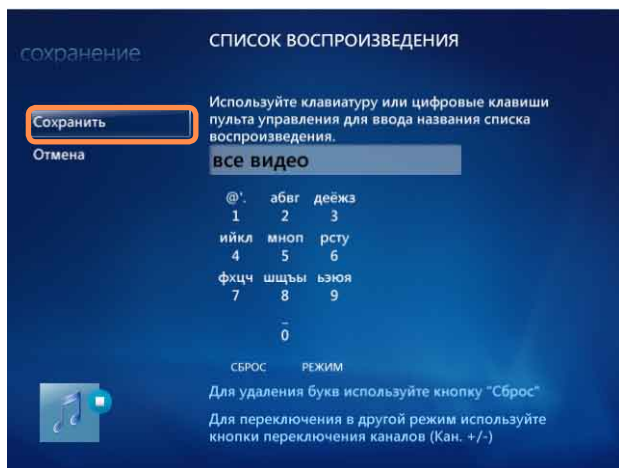 сохранение
СПИСОК ВОСПРОИЗВЕДЕНИЯ
Сохранить
Отмена
Используйте клавиатуру или цифровые клавиши
пульта управления для ввода названия списка
воспроизведения.
все видео
@'. абвг деёжз
1 2 3
ийкл мноп рсту
4 5 6
фхцч шщъы ьэюя
7 8 9
_
0
СБРОС РЕЖИМ
Для удаления букв используйте кнопку "Сброс"
Для переключения в другой режим используйте
кнопки переключения каналов (Кан. +/-)